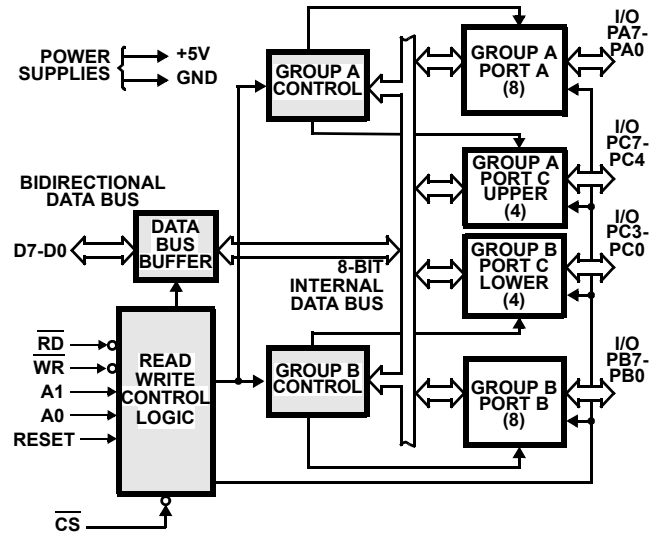 POWER
SUPPLIES
+5V
GND
GROUP A
CONTROL
GROUP A
PORT A
(8)
I/O
PA7-
PA0
GROUP A
PORT C
UPPER
(4)
I/O
PC7-
PC4
BIDIRECTIONAL
DATA BUS
D7-D0
DATA
BUS
BUFFER
8-BIT
INTERNAL
DATA BUS
GROUP B
PORT C
LOWER
(4)
I/O
PC3-
PC0
RD
WR
A1
A0
RESET
READ
WRITE
CONTROL
LOGIC
GROUP B
CONTROL
GROUP B
PORT B
(8)
I/O
PB7-
PB0
CS